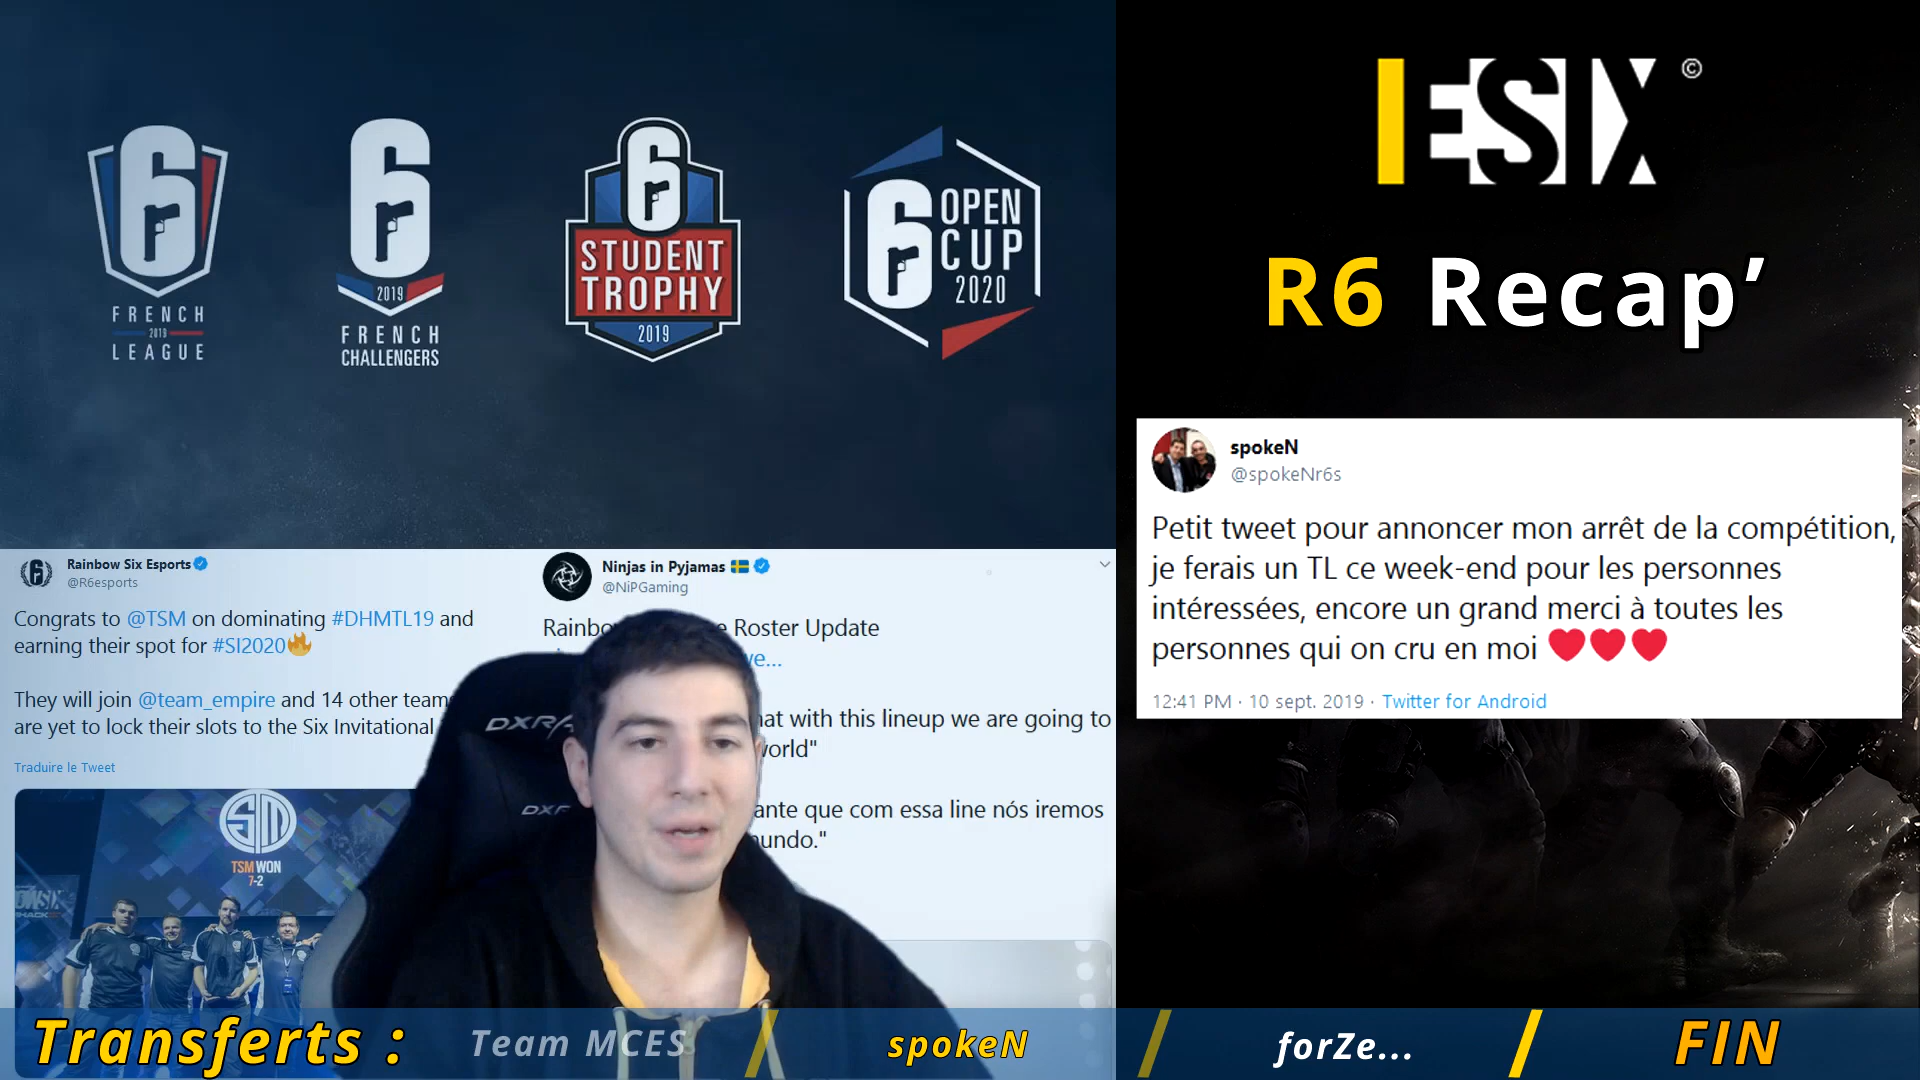 FRENCH
2019
LEAGUE
2019
FRENCH
CHALLENGERS
STUDENT
TROPHY
2019
OPEN
CUP
2020
ESIX ©
R6 Recap’
spokeN
@spokeNr6s
Petit tweet pour annoncer mon arrêt de la compétition,
je ferais un TL ce week-end pour les personnes
intéressées, encore un grand merci à toutes les
personnes qui on cru en moi ❤❤❤
12:41 PM · 10 sept. 2019 · Twitter for Android
Rainbow Six Esports
@R6esports
Congrats to @TSM on dominating #DHMTL19 and
earning their spot for #SI2020🔥
They will join @team_empire and 14 other teams
are yet to lock their slots to the Six Invitational
Traduire le Tweet
TSM WON
7-2
Ninjas in Pyjamas 🇸🇪
@NiPGaming
Roster Update
with this lineup we are going to
world"
que com essa line nós iremos
mundo."
DXR
Transferts : Team MCES / spokeN / forZe... / FIN